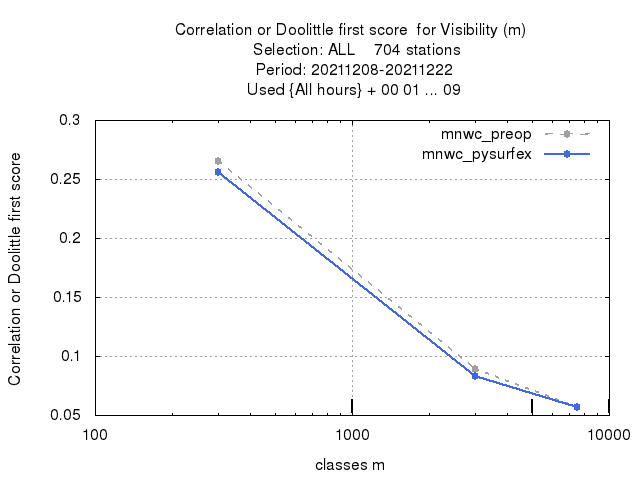 Correlation or Doolittle first score  for Visibility (m)
Selection: ALL    704 stations
Period: 20211208-20211222
Used {All hours} + 00 01 ... 09
Correlation or Doolittle first score
0.3
0.25
0.2
0.15
0.1
0.05
mnwc_preop
mnwc_pysurfex
100
1000
10000
classes m